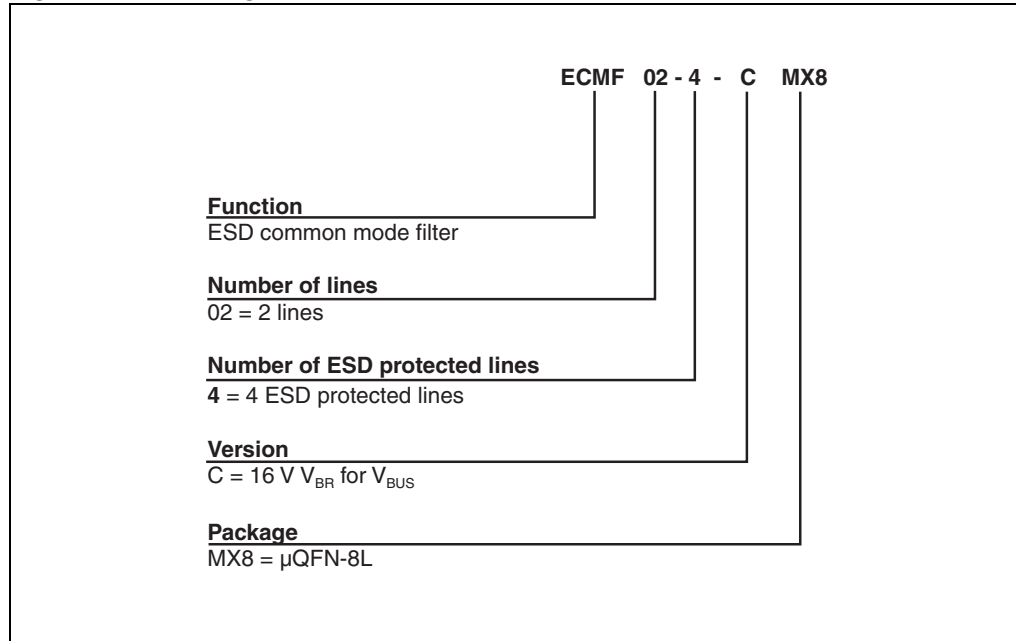 ECMF 02 - 4 - C MX8
Function
ESD common mode filter
Number of lines
02 = 2 lines
Number of ESD protected lines
4 = 4 ESD protected lines
Version
C = 16 V VBR for VBUS
Package
MX8 = µQFN-8L